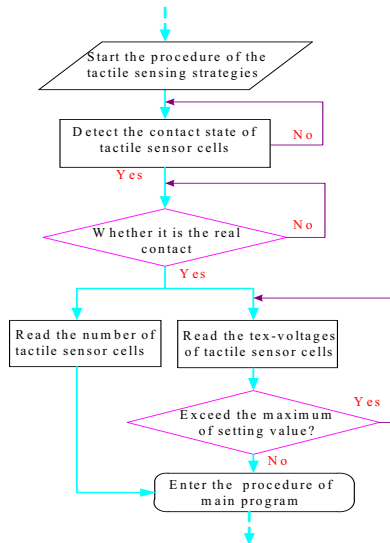 Start the procedure of the
tactile sensing strategies
Detect the contact state of
tactile sensor cells
No
Yes
Whether it is the real
contact
No
Yes
Read the number of
tactile sensor cells
Read the tex-voltages
of tactile sensor cells
Exceed the maximum
of setting value?
Yes
No
Enter the procedure of
main program